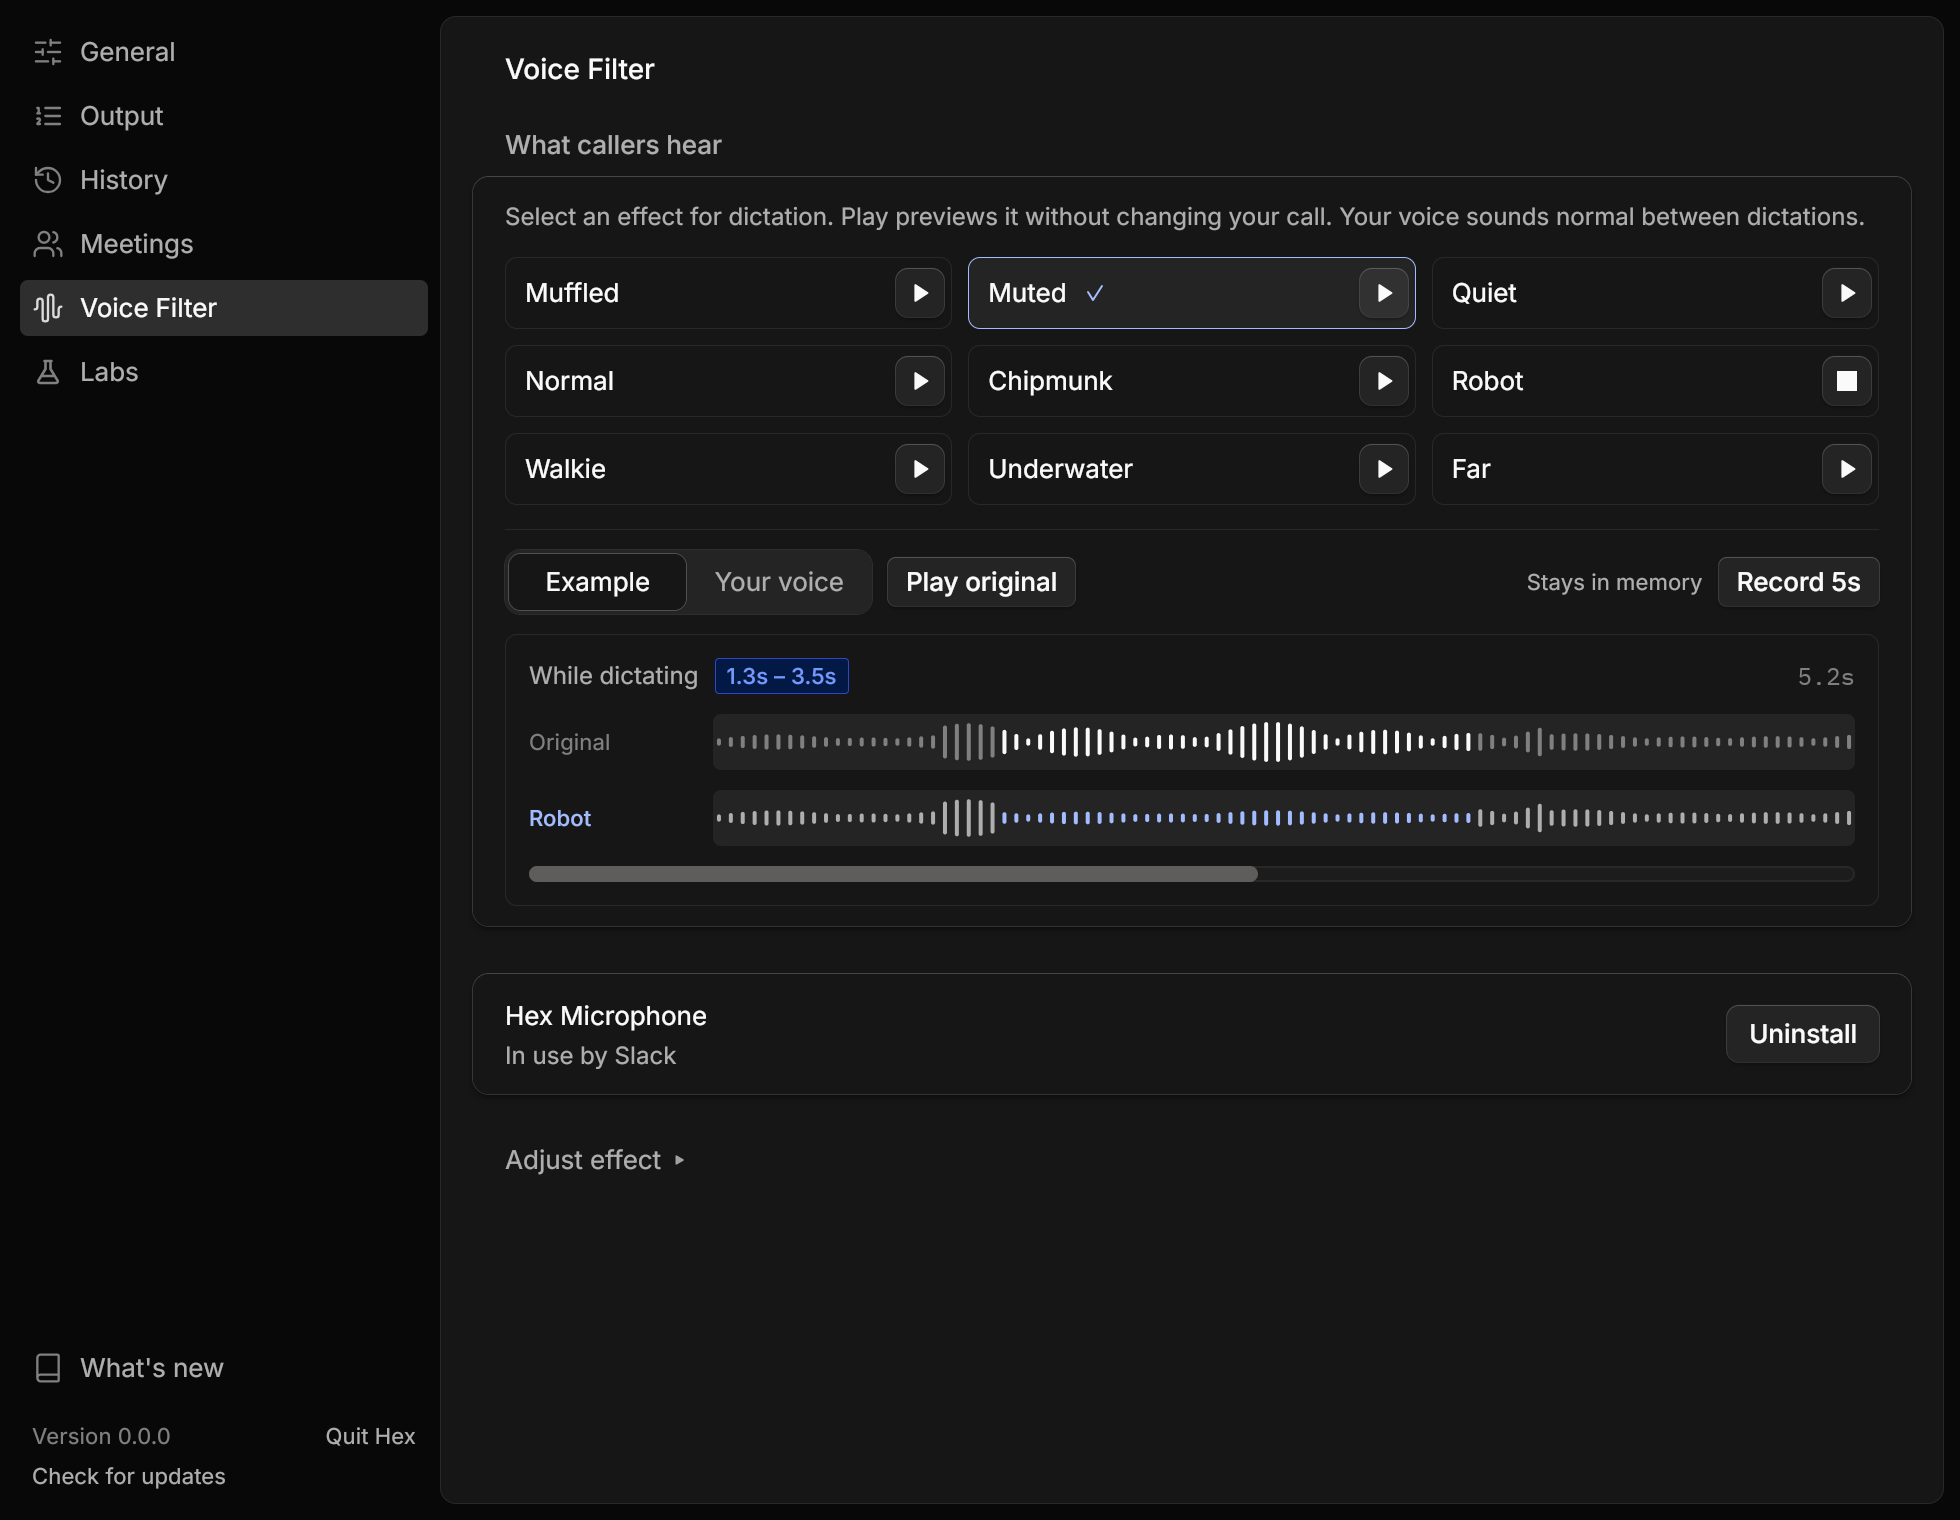 General
Output
History
Meetings
Voice Filter
Labs
What's new
Version 0.0.0
Quit Hex
Check for updates
Voice Filter
What callers hear
Select an effect for dictation. Play previews it without changing your call. Your voice sounds normal between dictations.
Muffled
Muted
Quiet
Normal
Chipmunk
Robot
Walkie
Underwater
Far
Example
Your voice
Play original
Stays in memory
Record 5s
While dictating
1.3s – 3.5s
5.2s
Original
Robot
Hex Microphone
In use by Slack
Uninstall
Adjust effect